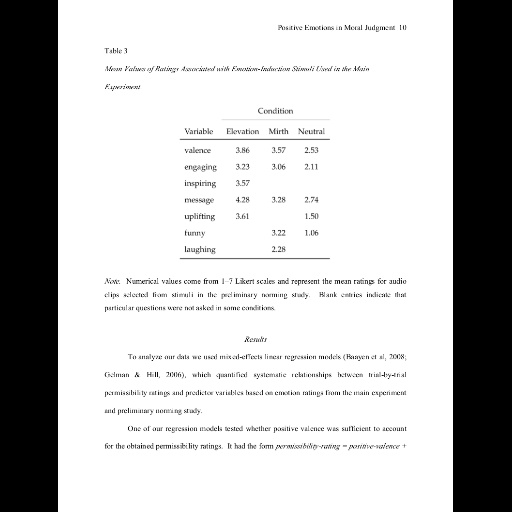 Positive Emotions in Moral Judgment 10
Table 3
Mean Values of Ratings Associated with Emotion-Induction Stimuli Used in the Main
Experiment
Condition
Variable Elevation Mirth Neutral
valence 3.86 3.57 2.53
engaging 3.23 3.06 2.11
inspiring 3.57
message 4.28 3.28 2.74
uplifting 3.61 1.50
funny 3.22 1.06
laughing 2.28
Note. Numerical values come from 1–7 Likert scales and represent the mean ratings for audio
clips selected from stimuli in the preliminary norming study. Blank entries indicate that
particular questions were not asked in some conditions.
Results
To analyze our data we used mixed-effects linear regression models (Baayen et al, 2008;
Gelman & Hill, 2006), which quantified systematic relationships between trial-by-trial
permissibility ratings and predictor variables based on emotion ratings from the main experiment
and preliminary norming study.
One of our regression models tested whether positive valence was sufficient to account
for the obtained permissibility ratings. It had the form permissibility-rating = positive-valence +